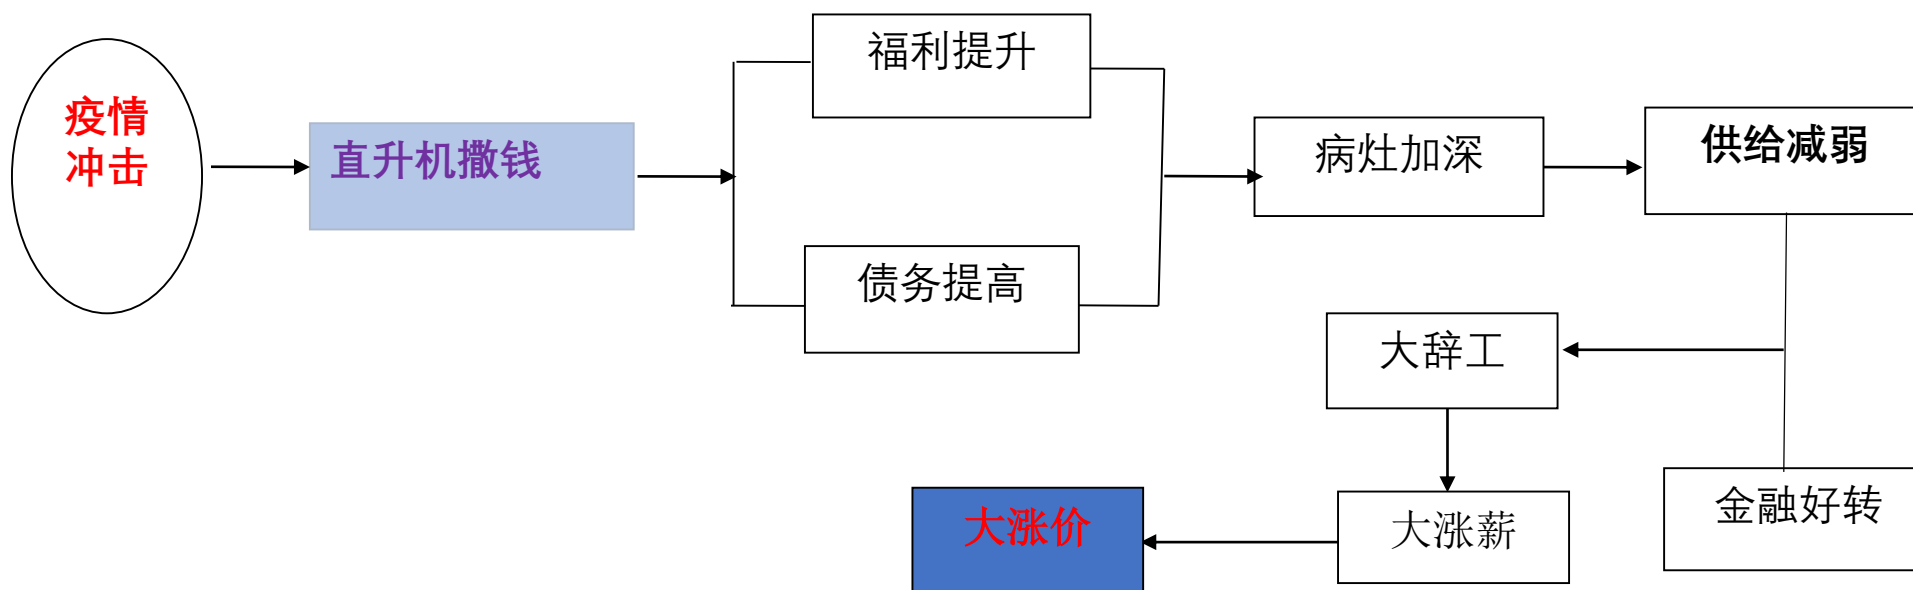 疫情
冲击
直升机撒钱
福利提升
债务提高
病灶加深
供给减弱
大辞工
金融好转
大涨薪
大涨价